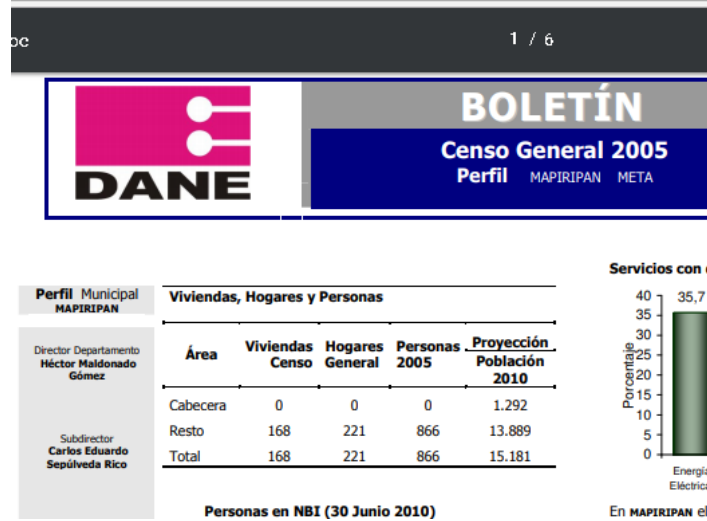 oc
1 / 6
DANE
BOLETÍN
Censo General 2005
Perfil MAPIRIPAN META
Perfil Municipal
MAPIRIPAN
Director Departamento
Héctor Maldonado
Gómez
Subdirector
Carlos Eduardo
Sepúlveda Rico
Viviendas, Hogares y Personas
Área Viviendas Censo Hogares General Personas 2005 Proyección Población 2010
Cabecera 0 0 0 1.292
Resto 168 221 866 13.889
Total 168 221 866 15.181
Personas en NBI (30 Junio 2010)
Servicios con
40
35
30
25
20
15
10
5
0
Porcentaje
35,7
Energía
Eléctrica
En MAPIRIPAN el